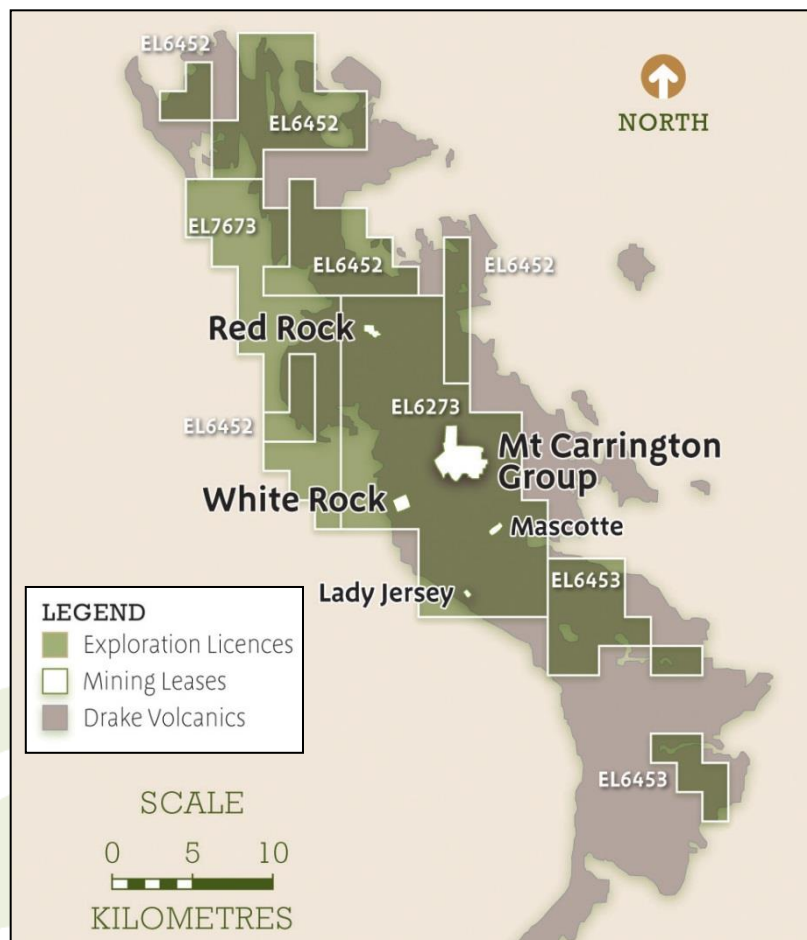 EL6452
NORTH
EL6452
EL7673
EL6452
EL6452
Red Rock
EL6273
EL6452
Mt Carrington
Group
White Rock
Mascotte
EL6453
Lady Jersey
LEGEND
Exploration Licences
Mining Leases
Drake Volcanics
EL6453
SCALE
0 5 10
KILOMETRES